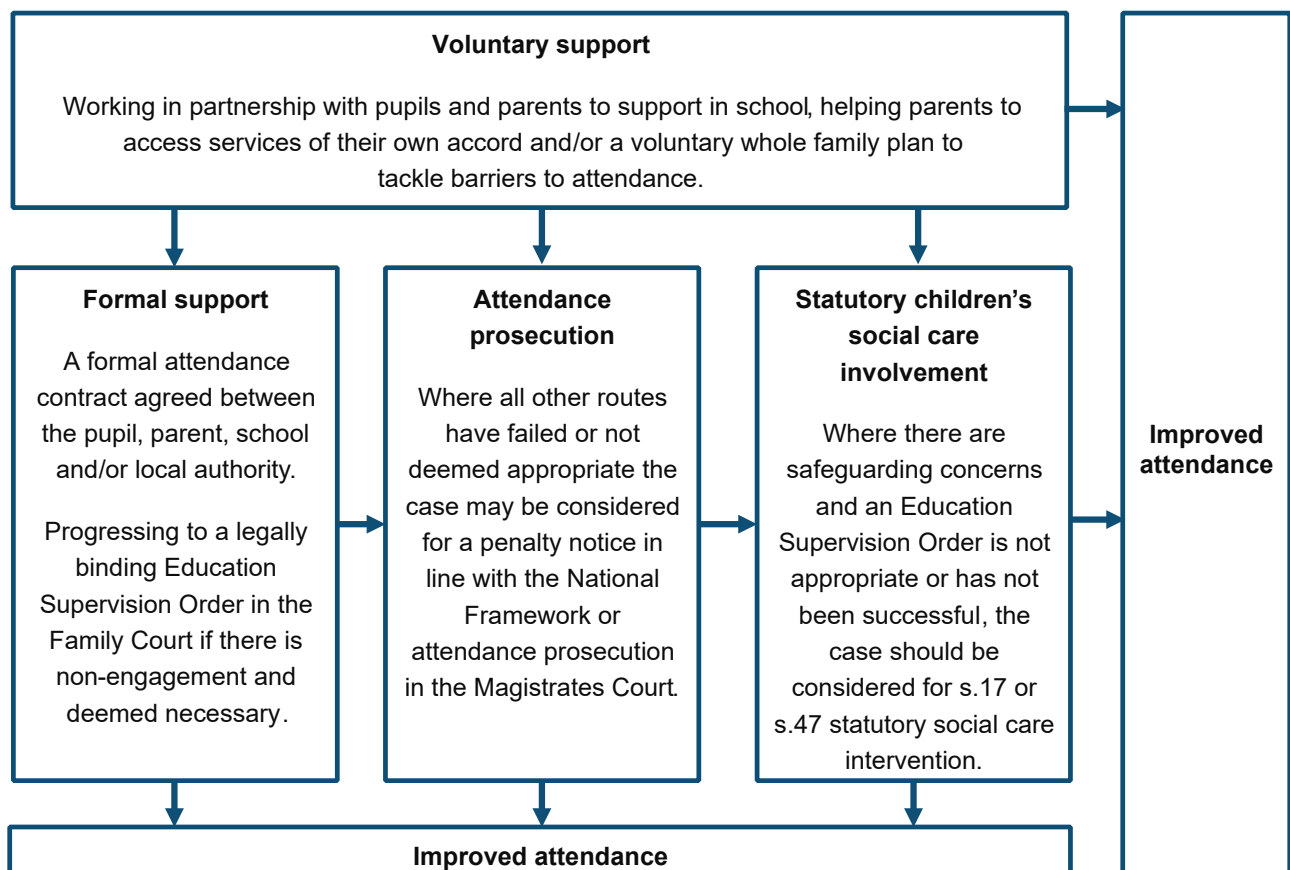 Voluntary support
Working in partnership with pupils and parents to support in school, helping parents to
access services of their own accord and/or a voluntary whole family plan to
tackle barriers to attendance.
Formal support
A formal attendance
contract agreed between
the pupil, parent, school
and/or local authority.
Progressing to a legally
binding Education
Supervision Order in the
Family Court if there is
non-engagement and
deemed necessary.
Attendance
prosecution
Where all other routes
have failed or not
deemed appropriate the
case may be considered
for a penalty notice in
line with the National
Framework or
attendance prosecution
in the Magistrates Court.
Statutory children’s
social care
involvement
Where there are
safeguarding concerns
and an Education
Supervision Order is not
appropriate or has not
been successful, the
case should be
considered for s.17 or
s.47 statutory social care
intervention.
Improved
attendance
Improved attendance